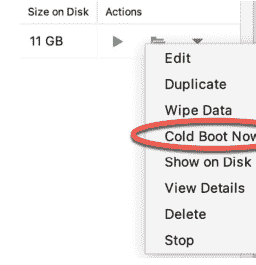 Size on Disk Actions
11 GB
Edit
Duplicate
Wipe Data
Cold Boot Now
Show on Disk
View Details
Delete
Stop